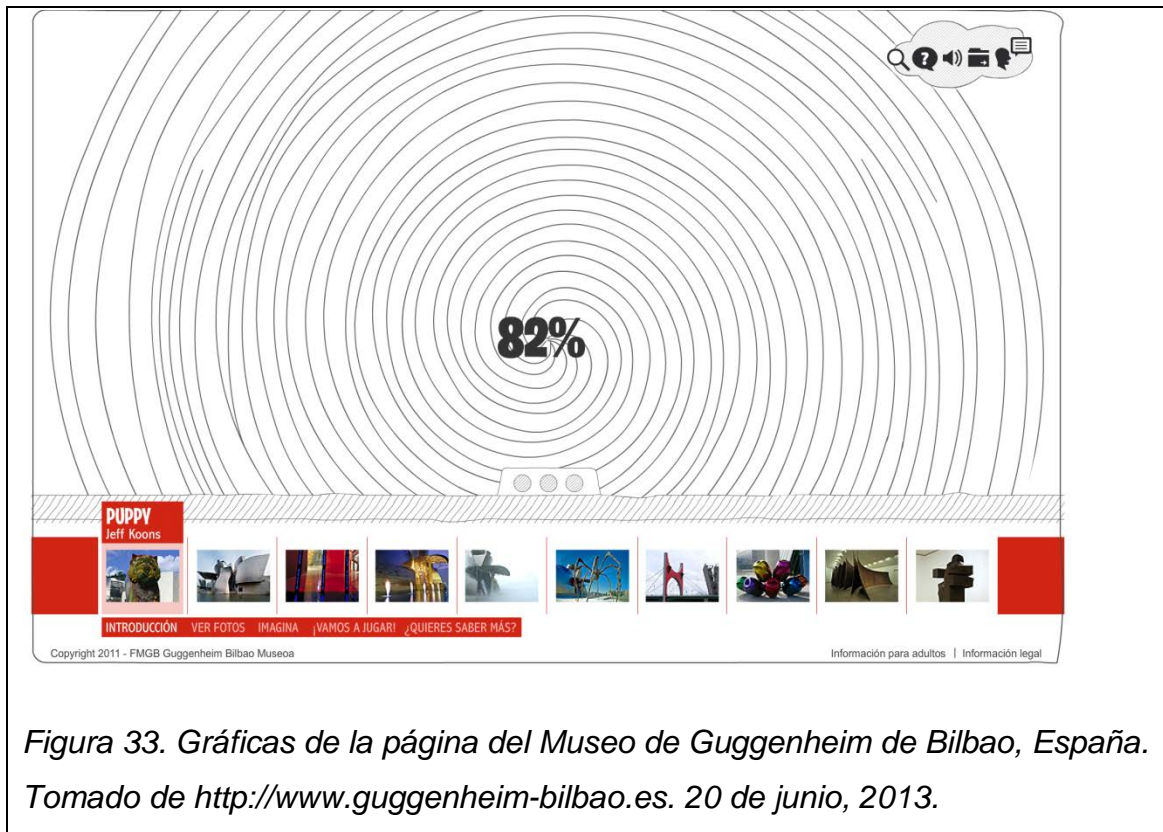 ?
82%
PUPPY
Jeff Koons
INTRODUCCIÓN VER FOTOS IMAGINA ¡VAMOS A JUGAR! ¿QUIERES SABER MÁS?
Copyright 2011 - FMGB Guggenheim Bilbao Museoa
Información para adultos | Información legal
Figura 33. Gráficas de la página del Museo de Guggenheim de Bilbao, España.
Tomado de http://www.guggenheim-bilbao.es. 20 de junio, 2013.